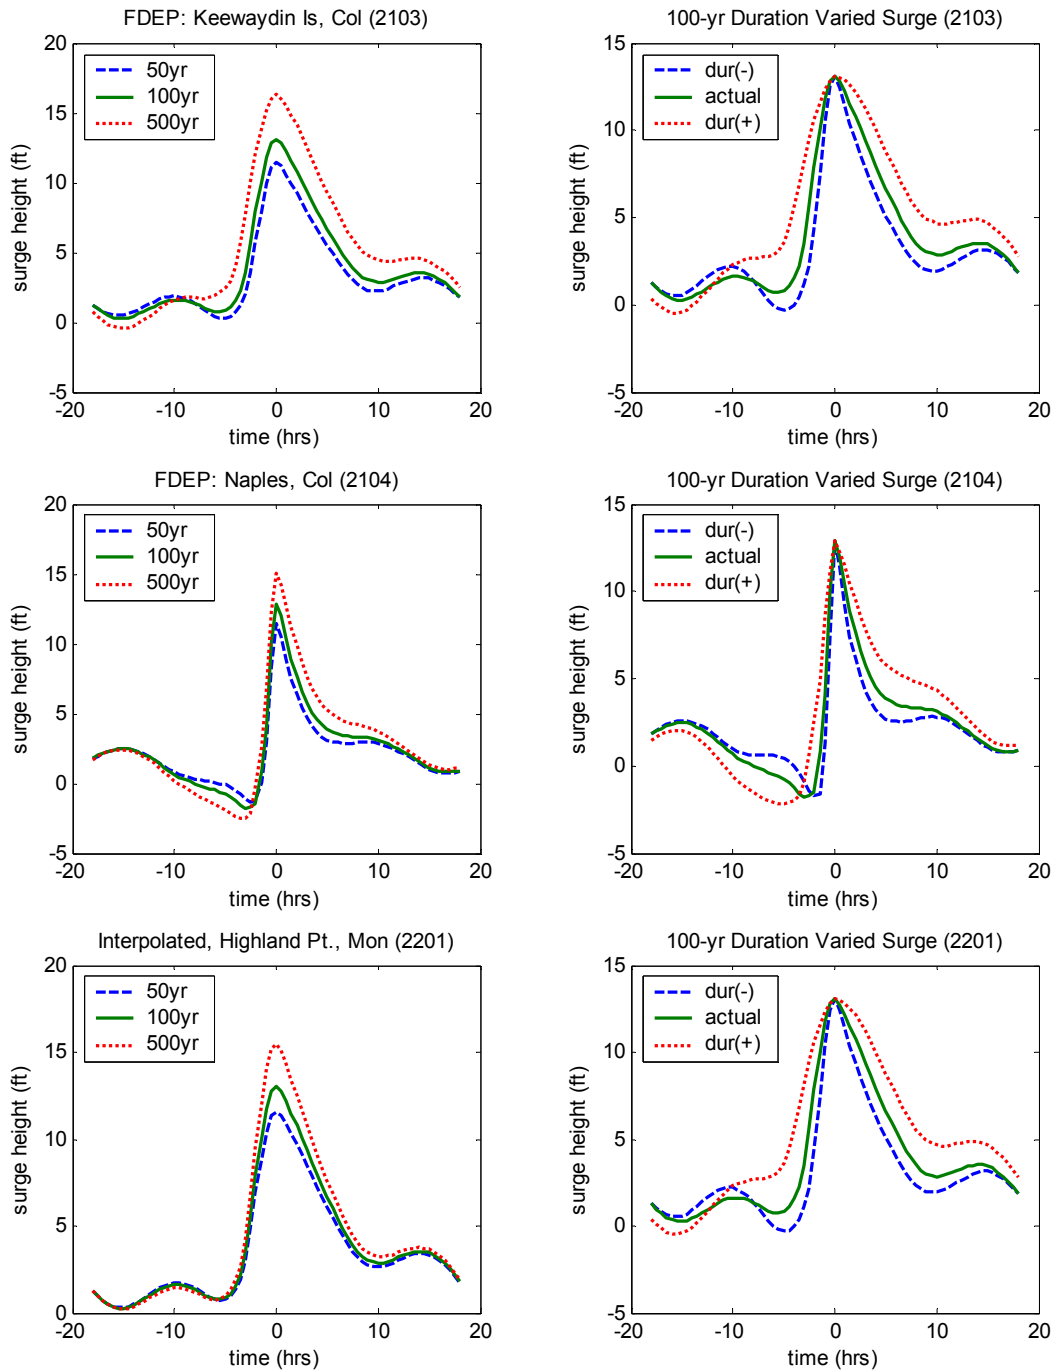 FDEP: Keewaydin Is, Col (2103)
20
15
10
5
0
-5
surge height (ft)
50yr
100yr
500yr
-20
-10
0
10
20
time (hrs)
100-yr Duration Varied Surge (2103)
15
10
5
0
-5
surge height (ft)
dur(-)
actual
dur(+)
-20
-10
0
10
20
time (hrs)
FDEP: Naples, Col (2104)
20
15
10
5
0
-5
surge height (ft)
50yr
100yr
500yr
-20
-10
0
10
20
time (hrs)
100-yr Duration Varied Surge (2104)
15
10
5
0
-5
surge height (ft)
dur(-)
actual
dur(+)
-20
-10
0
10
20
time (hrs)
Interpolated, Highland Pt., Mon (2201)
20
15
10
5
0
surge height (ft)
50yr
100yr
500yr
-20
-10
0
10
20
time (hrs)
100-yr Duration Varied Surge (2201)
15
10
5
0
-5
surge height (ft)
dur(-)
actual
dur(+)
-20
-10
0
10
20
time (hrs)